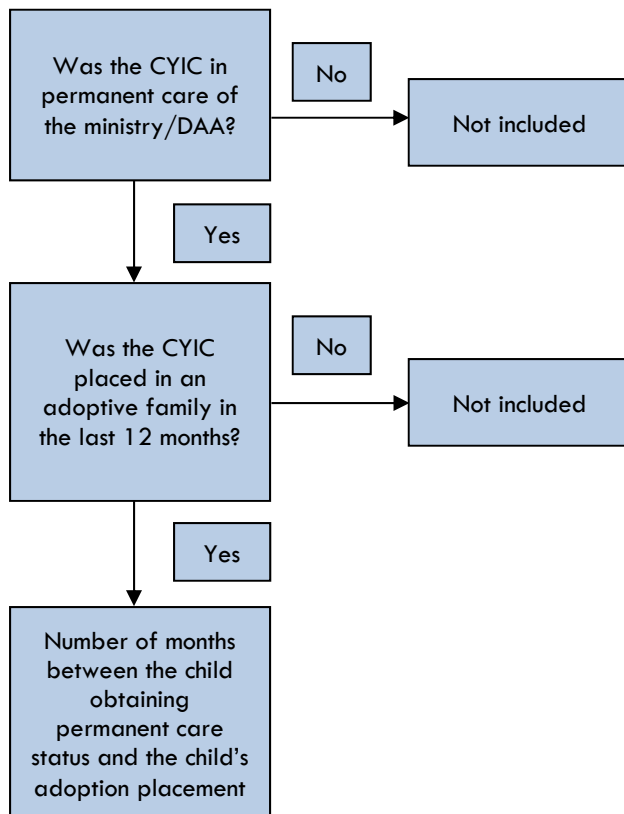 Was the CYIC in
permanent care of
the ministry/DAA?
No
Not included
Yes
Was the CYIC
placed in an
adoptive family in
the last 12 months?
No
Not included
Yes
Number of months
between the child
obtaining
permanent care
status and the child’s
adoption placement